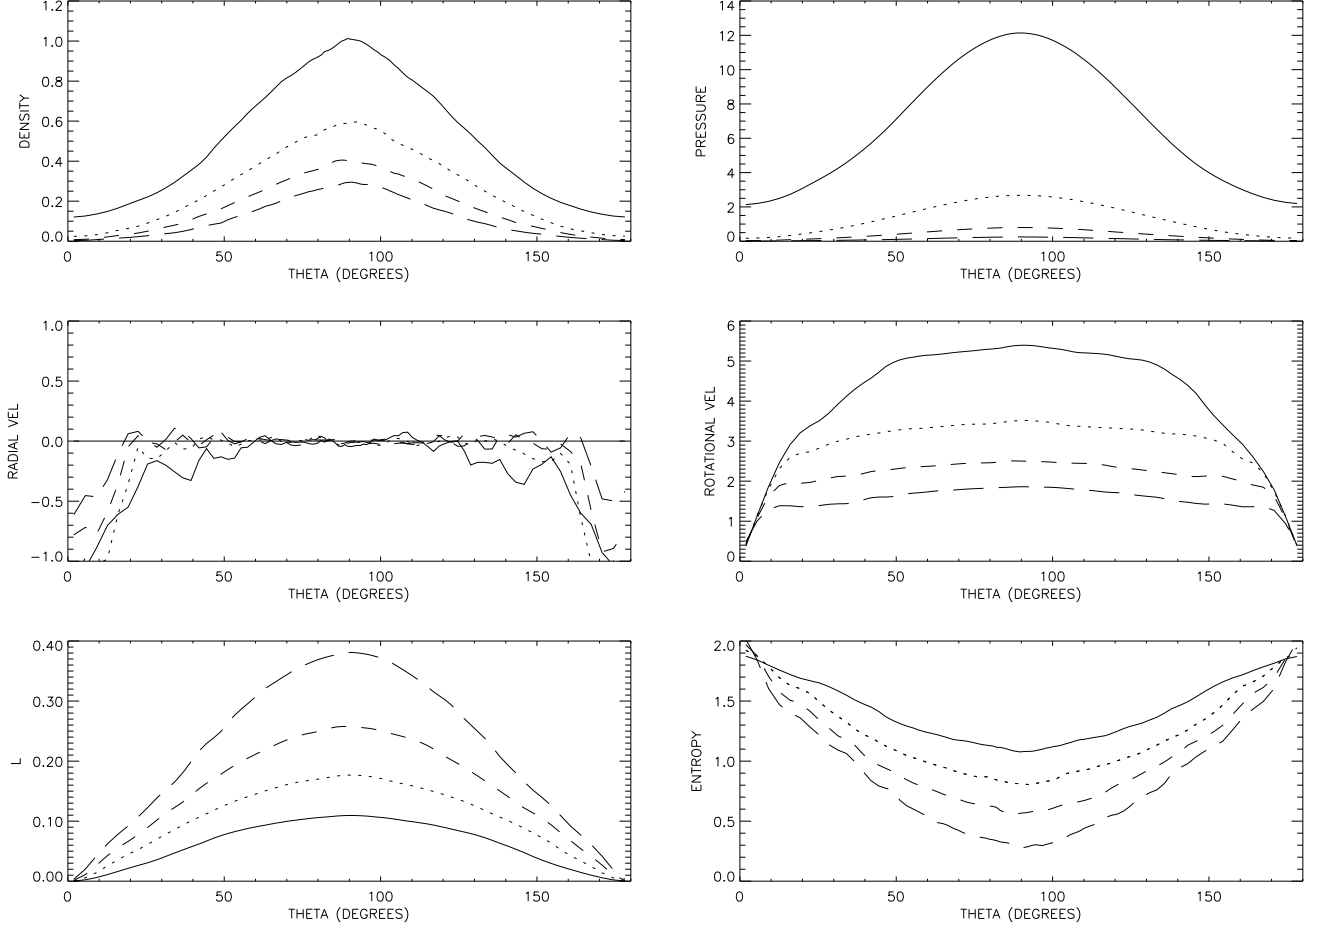 DENSITY
1.2
1.0
0.8
0.6
0.4
0.2
0.0
0 50 100 150
THETA (DEGREES)
PRESSURE
14
12
10
8
6
4
2
0
0 50 100 150
THETA (DEGREES)
RADIAL VEL
1.0
0.5
0.0
−0.5
−1.0
0 50 100 150
THETA (DEGREES)
ROTATIONAL VEL
6
5
4
3
2
1
0
0 50 100 150
THETA (DEGREES)
L
0.40
0.30
0.20
0.10
0.00
0 50 100 150
THETA (DEGREES)
ENTROPY
2.0
1.5
1.0
0.5
0.0
0 50 100 150
THETA (DEGREES)